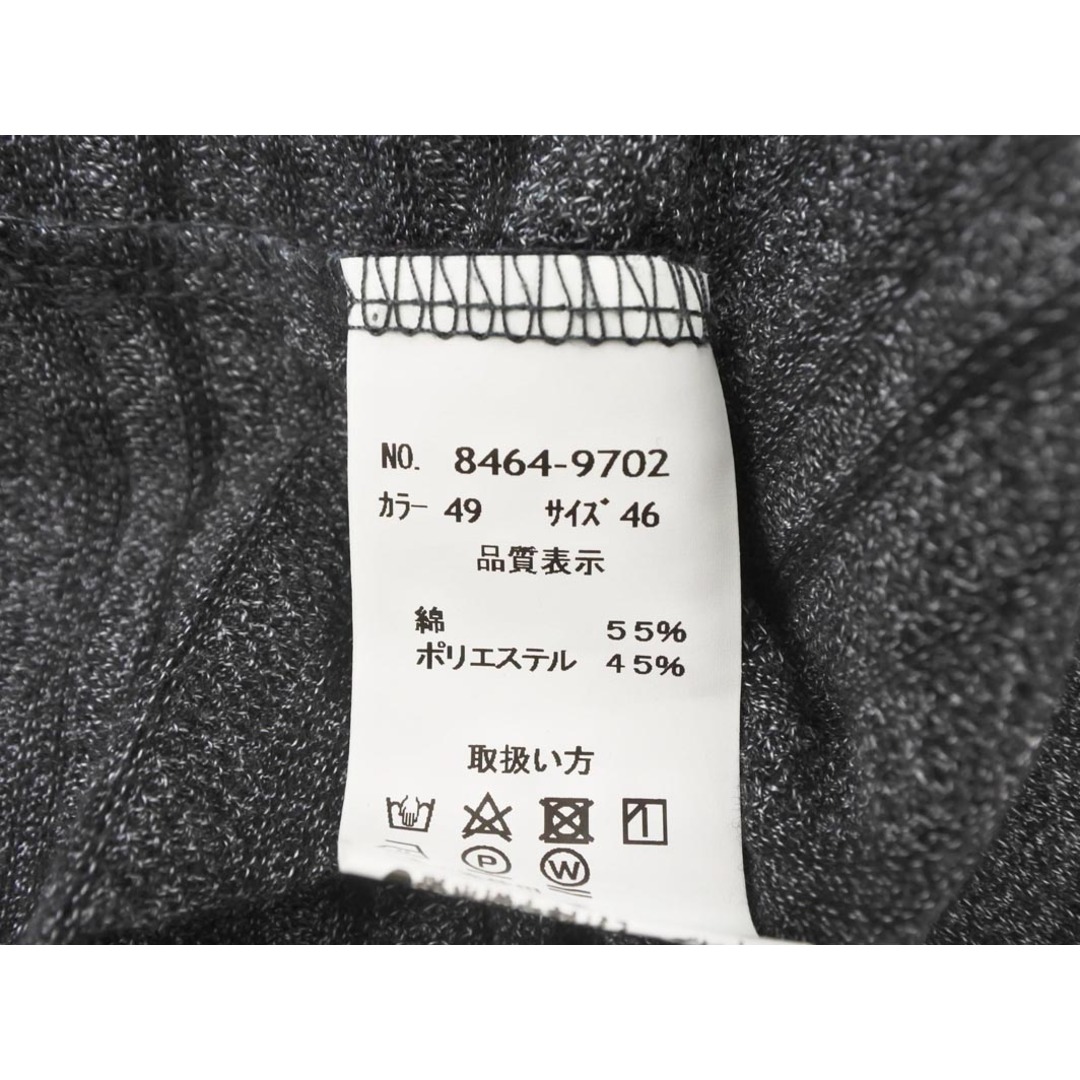 NO. 8464-9702
カラー 49 サイズ 46
品質表示
綿 55%
ポリエステル 45%
取扱い方
P W